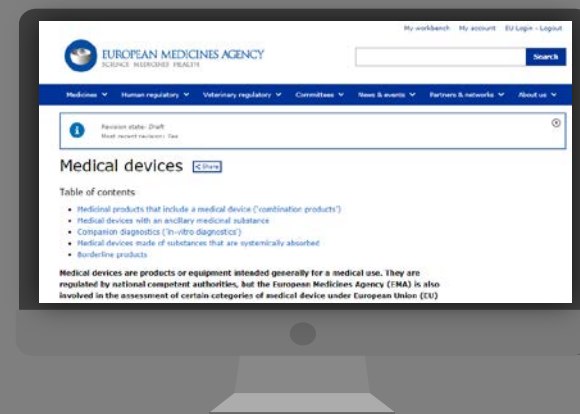 My workbench My account EU Login - Logout
EUROPEAN MEDICINES AGENCY
SCIENCE MEDICINES HEALTH
Search
Medicines Human regulatory Veterinary regulatory Committees News & events Partners & networks About us
Revision state: Draft
Most recent revision: Yes
Medical devices Share
Table of contents
Medicinal products that include a medical device ('combination products')
Medical devices with an ancillary medicinal substance
Companion diagnostics ('in-vitro diagnostics')
Medical devices made of substances that are systemically absorbed
Borderline products
Medical devices are products or equipment intended generally for a medical use. They are
regulated by national competent authorities, but the European Medicines Agency (EMA) is also
involved in the assessment of certain categories of medical device under European Union (EU)